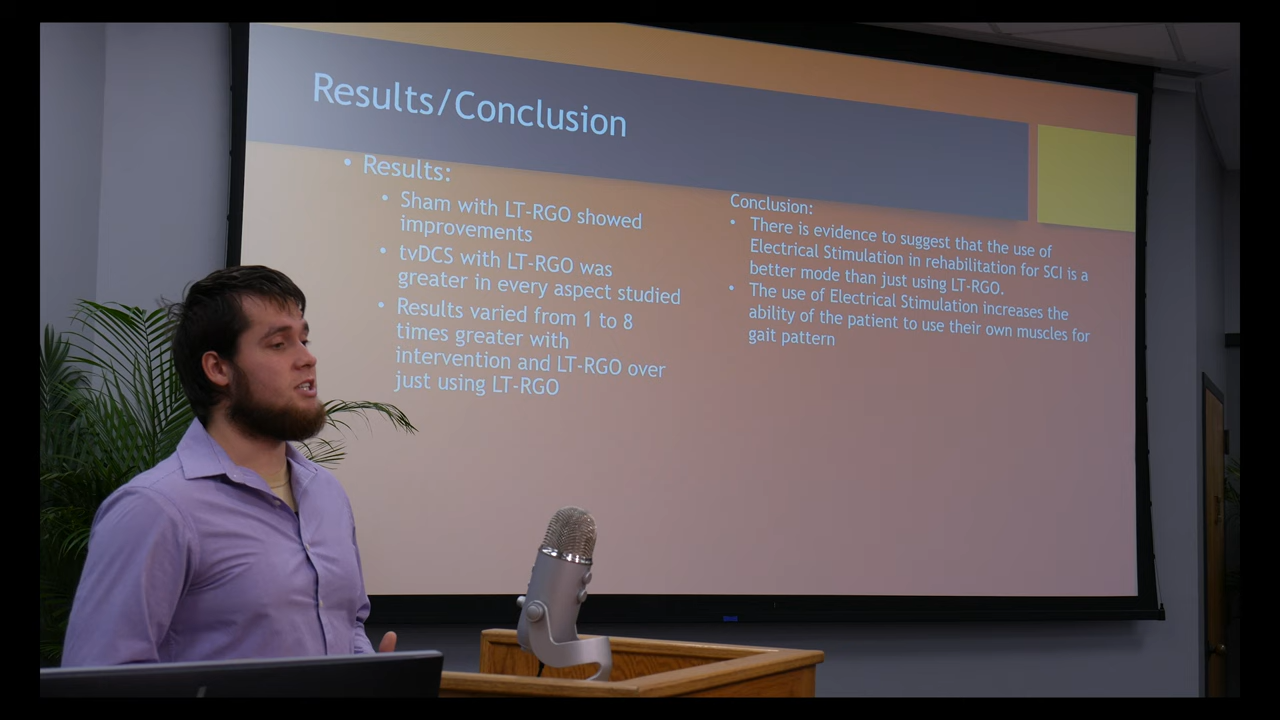 Results/Conclusion
• Results:
• Sham with LT-RGO showed
improvements
• tvDCS with LT-RGO was
greater in every aspect studied
• Results varied from 1 to 8
times greater with
intervention and LT-RGO over
just using LT-RGO
Conclusion:
• There is evidence to suggest that the use of
Electrical Stimulation in rehabilitation for SCI is a
better mode than just using LT-RGO.
• The use of Electrical Stimulation increases the
ability of the patient to use their own muscles for
gait pattern